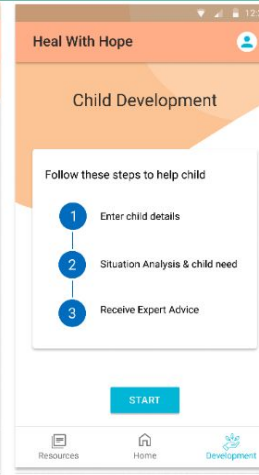 Heal With Hope
Child Development
Follow these steps to help child
1 Enter child details
2 Situation Analysis & child need
3 Receive Expert Advice
START
Resources Home Development